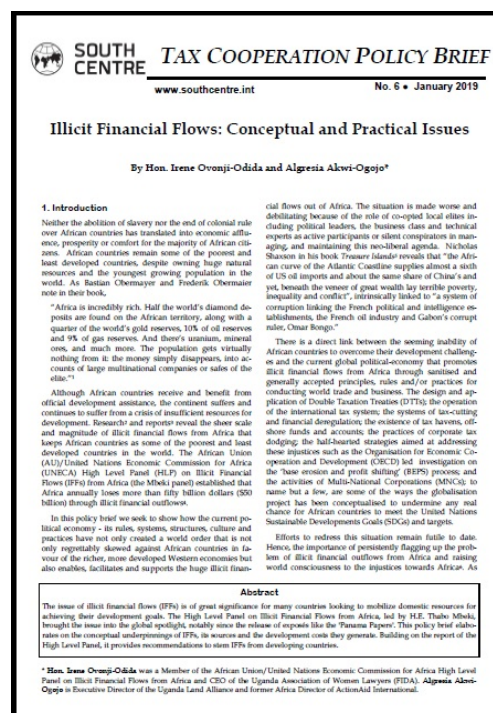 SOUTH
CENTRE
TAX COOPERATION POLICY BRIEF
www.southcentre.int
No. 6 ● January 2019
Illicit Financial Flows: Conceptual and Practical Issues
By Hon. Irene Ovonji-Odida and Algresia Akwi-Ogojo*
1. Introduction
Neither the abolition of slavery nor the end of colonial rule
over African countries has translated into economic afflu-
ence, prosperity or comfort for the majority of African citi-
zens. African countries remain some of the poorest and
least developed countries, despite owning huge natural
resources and the youngest growing population in the
world. As Bastian Obermayer and Frederik Obermaier
note in their book,
"Africa is incredibly rich. Half the world's diamond de-
posits are found on the African territory, along with a
quarter of the world's gold reserves, 10% of oil reserves
and 9% of gas reserves. And there's uranium, mineral
ores, and much more. The population gets virtually
nothing from it: the money simply disappears, into ac-
counts of large multinational companies or safes of the
elite."¹
Although African countries receive and benefit from
official development assistance, the continent suffers and
continues to suffer from a crisis of insufficient resources for
development. Research² and reports³ reveal the sheer scale
and magnitude of illicit financial flows from Africa that
keeps African countries as some of the poorest and least
developed countries in the world. The African Union
(AU)/United Nations Economic Commission for Africa
(UNECA) High Level Panel (HLP) on Illicit Financial
Flows (IFFs) from Africa (the Mbeki panel) established that
Africa annually loses more than fifty billion dollars ($50
billion) through illicit financial outflows⁴.
In this policy brief we seek to show how the current po-
litical economy - its rules, systems, structures, culture and
practices have not only created a world order that is not
only regrettably skewed against African countries in fa-
vour of the richer, more developed Western economies but
also enables, facilitates and supports the huge illicit finan-
cial flows out of Africa. The situation is made worse and
debilitating because of the role of co-opted local elites in-
cluding political leaders, the business class and technical
experts as active participants or silent conspirators in man-
aging, and maintaining this neo-liberal agenda. Nicholas
Shaxson in his book Treasure Islands⁵ reveals that "the Afri-
can curve of the Atlantic Coastline supplies almost a sixth
of US oil imports and about the same share of China's and
yet, beneath the veneer of great wealth lay terrible poverty,
inequality and conflict", intrinsically linked to "a system of
corruption linking the French political and intelligence es-
tablishments, the French oil industry and Gabon's corrupt
ruler, Omar Bongo."
There is a direct link between the seeming inability of
African countries to overcome their development challeng-
es and the current global political-economy that promotes
illicit financial flows from Africa through sanitised and
generally accepted principles, rules and/or practices for
conducting world trade and business. The design and ap-
plication of Double Taxation Treaties (DTTs); the operation
of the international tax system; the systems of tax-cutting
and financial deregulation; the existence of tax havens, off-
shore funds and accounts; the practices of corporate tax
dodging; the half-hearted strategies aimed at addressing
these injustices such as the Organisation for Economic Co-
operation and Development (OECD) led investigation on
the 'base erosion and profit shifting' (BEPS) process; and
the activities of Multi-National Corporations (MNCs); to
name but a few, are some of the ways the globalisation
project has been conceptualised to undermine any real
chance for African countries to meet the United Nations
Sustainable Developments Goals (SDGs) and targets.
Efforts to redress this situation remain futile to date.
Hence, the importance of persistently flagging up the prob-
lem of illicit financial outflows from Africa and raising
world consciousness to the injustices towards Africa⁶. As
Abstract
The issue of illicit financial flows (IFFs) is of great significance for many countries looking to mobilize domestic resources for
achieving their development goals. The High Level Panel on Illicit Financial Flows from Africa, led by H.E. Thabo Mbeki,
brought the issue into the global spotlight, notably since the release of exposés like the 'Panama Papers'. This policy brief elabo-
rates on the conceptual underpinnings of IFFs, its sources and the development costs they generate. Building on the report of the
High Level Panel, it provides recommendations to stem IFFs from developing countries.
* Hon. Irene Ovonji-Odida was a Member of the African Union/United Nations Economic Commission for Africa High Level
Panel on Illicit Financial Flows from Africa and CEO of the Uganda Association of Women Lawyers (FIDA). Algresia Akwi-
Ogojo is Executive Director of the Uganda Land Alliance and former Africa Director of ActionAid International.